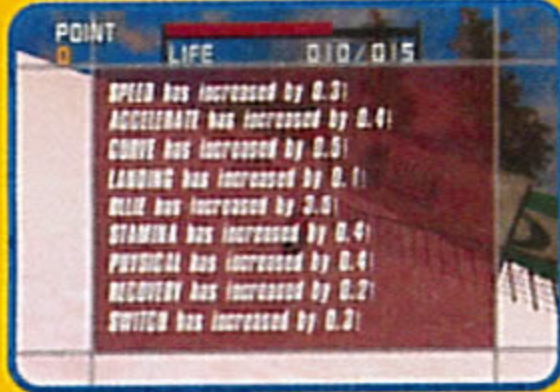 POINT
0
LIFE 010/015
SPEED has increased by 0.3!
ACCELERATE has increased by 0.4!
CURVE has increased by 0.5!
LANDING has increased by 0.1!
OLLIE has increased by 3.5!
STAMINA has increased by 0.4!
PHYSICAL has increased by 0.4!
RECOVERY has increased by 0.2!
SWITCH has increased by 0.3!